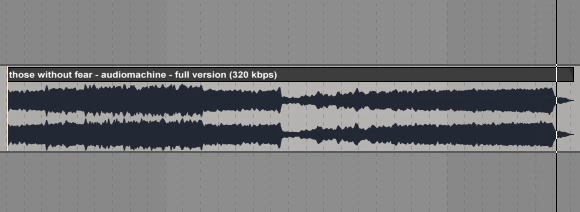 those without fear - audiomachine - full version (320 kbps)